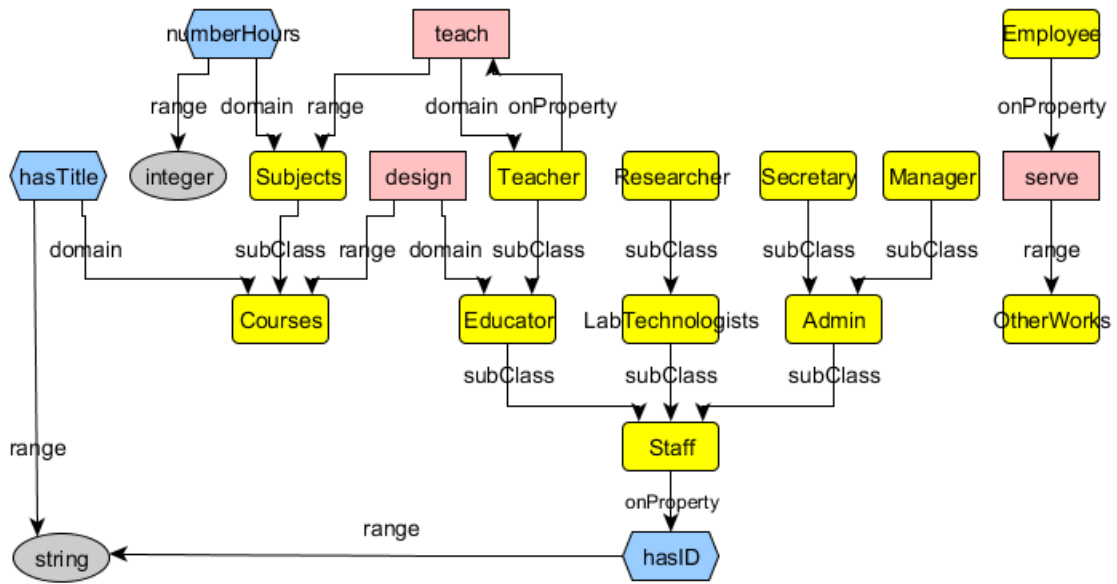 numberHours
teach
Employee
range
domain
range
domain
onProperty
onProperty
hasTitle
integer
Subjects
design
Teacher
Researcher
Secretary
Manager
serve
domain
subClass
range
domain
subClass
subClass
subClass
subClass
range
Courses
Educator
LabTechnologists
Admin
OtherWorks
subClass
subClass
subClass
range
Staff
onProperty
range
string
hasID